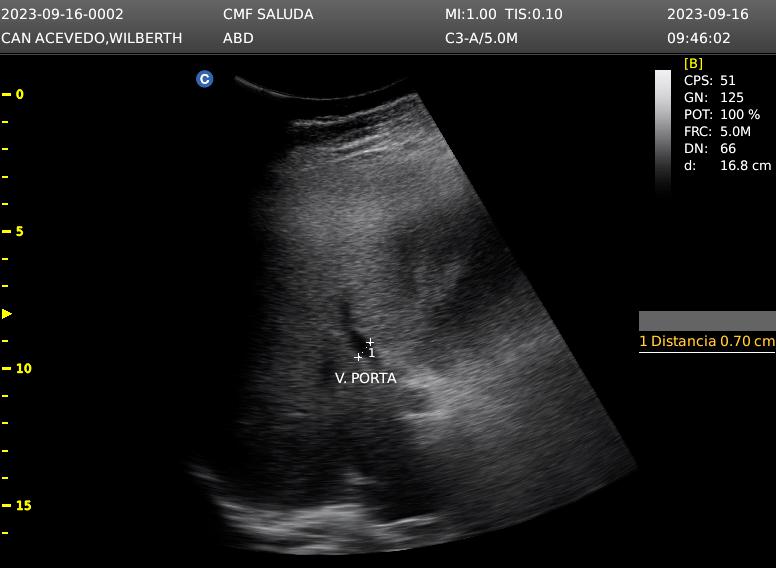 2023-09-16-0002 CMF SALUDA MI:1.00 TIS:0.10 2023-09-16
CAN ACEVEDO,WILBERTH ABD C3-A/5.0M 09:46:02
C
[B]
CPS: 51
GN: 125
POT: 100 %
FRC: 5.0M
DN: 66
d: 16.8 cm
0
5
10
15
1 Distancia 0.70 cm
1
V. PORTA